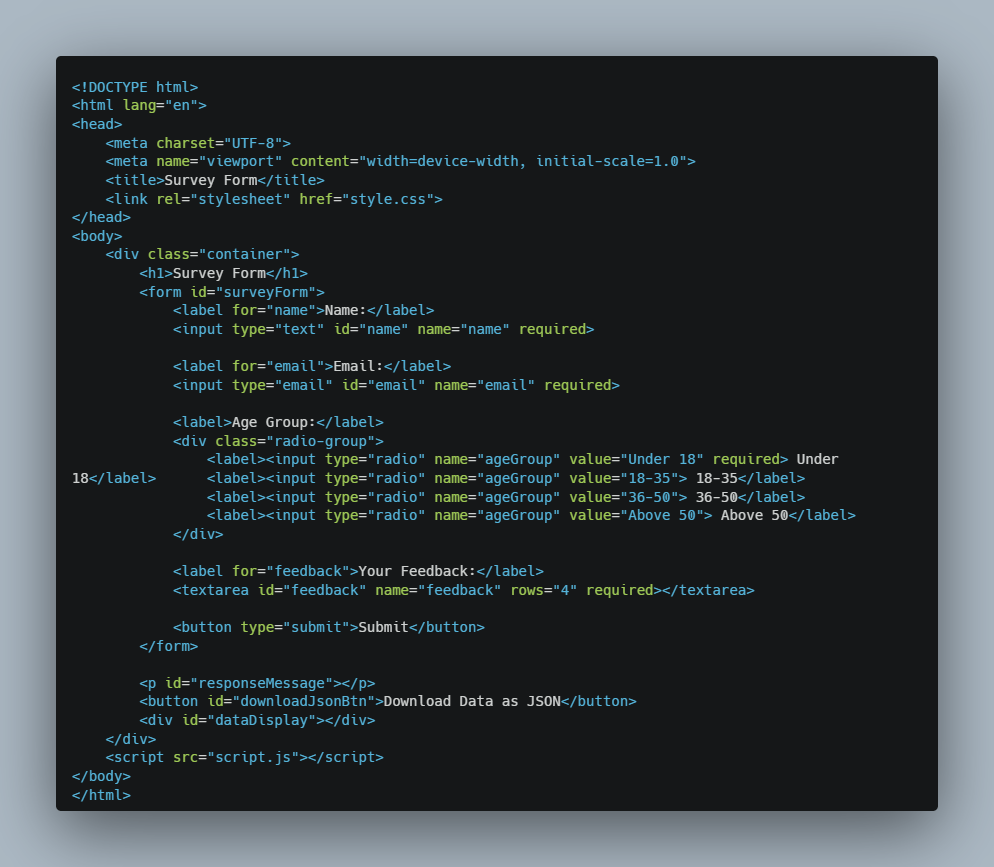 <!DOCTYPE html>
<html lang="en">
<head>
    <meta charset="UTF-8">
    <meta name="viewport" content="width=device-width, initial-scale=1.0">
    <title>Survey Form</title>
    <link rel="stylesheet" href="style.css">
</head>
<body>
    <div class="container">
        <h1>Survey Form</h1>
        <form id="surveyForm">
            <label for="name">Name:</label>
            <input type="text" id="name" name="name" required>

            <label for="email">Email:</label>
            <input type="email" id="email" name="email" required>

            <label>Age Group:</label>
            <div class="radio-group">
                <label><input type="radio" name="ageGroup" value="Under 18" required> Under
18</label>      <label><input type="radio" name="ageGroup" value="18-35"> 18-35</label>
                <label><input type="radio" name="ageGroup" value="36-50"> 36-50</label>
                <label><input type="radio" name="ageGroup" value="Above 50"> Above 50</label>
            </div>

            <label for="feedback">Your Feedback:</label>
            <textarea id="feedback" name="feedback" rows="4" required></textarea>

            <button type="submit">Submit</button>
        </form>

        <p id="responseMessage"></p>
        <button id="downloadJsonBtn">Download Data as JSON</button>
        <div id="dataDisplay"></div>
    </div>
    <script src="script.js"></script>
</body>
</html>